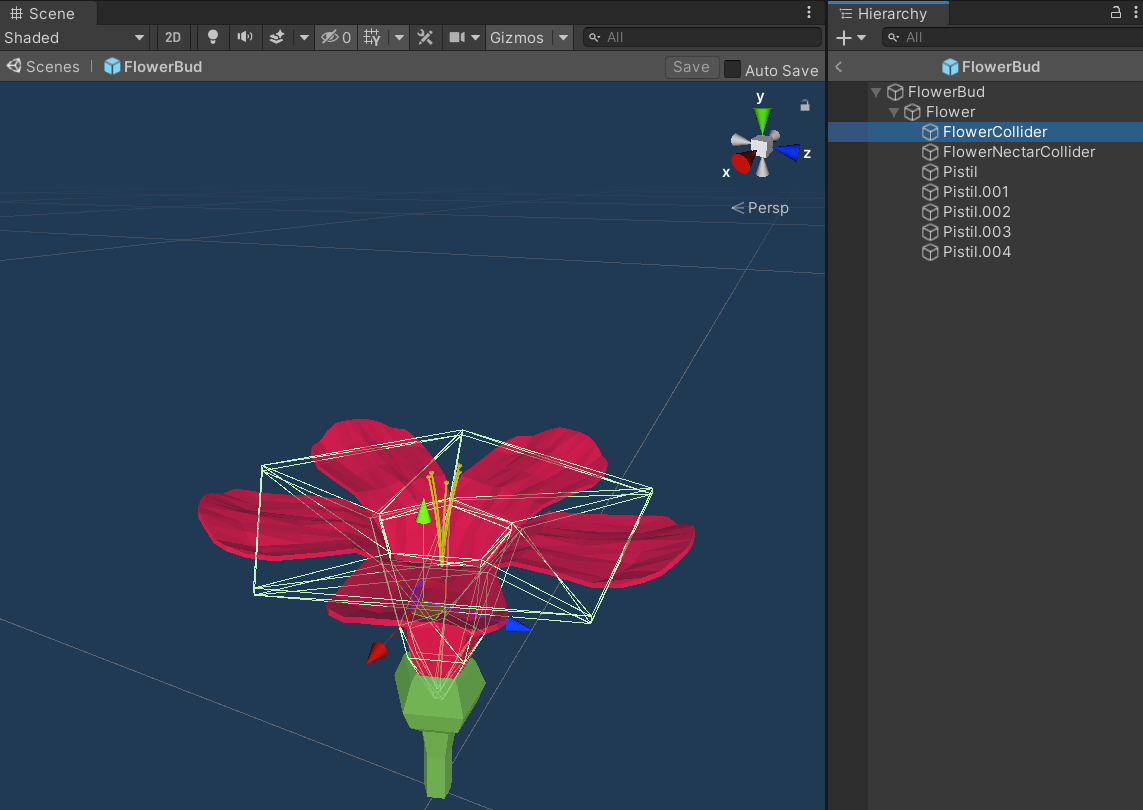 Scene
Shaded 2D 0 Gizmos All
Scenes | FlowerBud Save Auto Save
y
z
x
Persp
Hierarchy
All
FlowerBud
FlowerBud
Flower
FlowerCollider
FlowerNectarCollider
Pistil
Pistil.001
Pistil.002
Pistil.003
Pistil.004